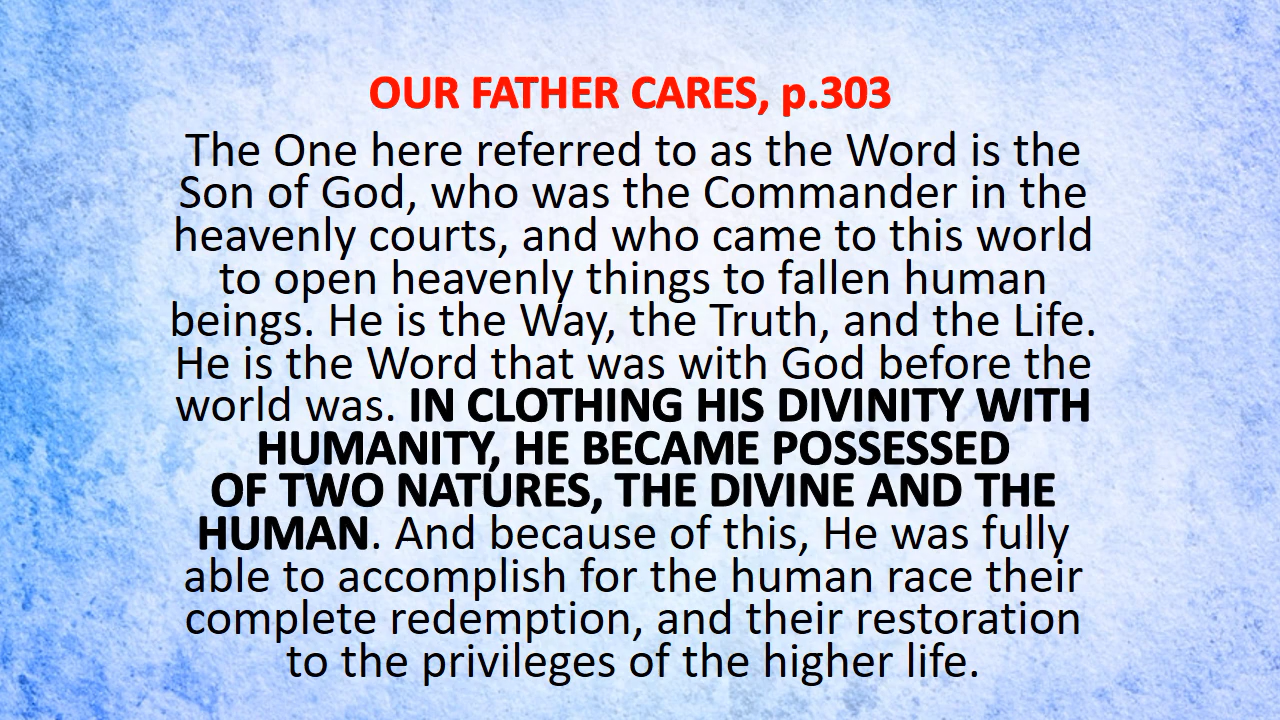 OUR FATHER CARES, p.303
The One here referred to as the Word is the
Son of God, who was the Commander in the
heavenly courts, and who came to this world
to open heavenly things to fallen human
beings. He is the Way, the Truth, and the Life.
He is the Word that was with God before the
world was. IN CLOTHING HIS DIVINITY WITH
HUMANITY, HE BECAME POSSESSED
OF TWO NATURES, THE DIVINE AND THE
HUMAN. And because of this, He was fully
able to accomplish for the human race their
complete redemption, and their restoration
to the privileges of the higher life.